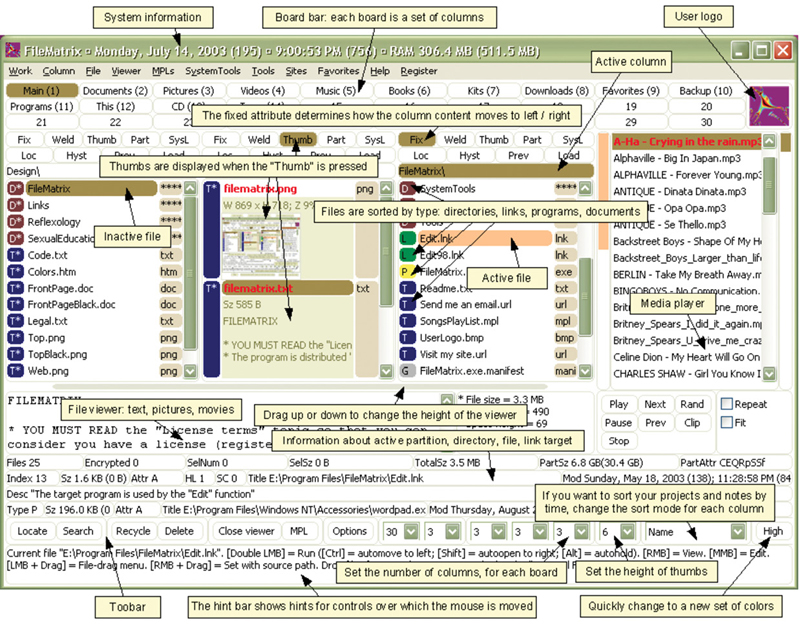 System information
Board bar: each board is a set of columns
User logo
FileMatrix ¤ Monday, July 14, 2003 (195) ¤ 9:00:53 PM (756) ¤ RAM 306.4 MB (511.5 MB)
Work Column File Viewer MPLs SystemTools Tools Sites Favorites Help Register
Active column
Main (1) Documents (2) Pictures (3) Videos (4) Music (5) Books (6) Kits (7) Downloads (8) Favorites (9) Backup (10)
Programs (11) This (12) CD 19 20
21 22 29 30
The fixed attribute determines how the column content moves to left / right
Fix Weld Thumb Part SysL Fix Weld Thumb Part SysL Fix Weld Thumb Part SysL
Loc Hyst Load Loc Hyst Prev Load
Thumbs are displayed when the "Thumb" is pressed
Design\
FileMatrix\
D* FileMatrix ****
D* Links ****
D* Reflexology ****
D* SexualEducatio
Inactive file
T* Code.txt txt
T* Colors.htm htm
T* FrontPage.doc doc
T* FrontPageBlack.doc doc
T* Legal.txt txt
T* Top.png png
T* TopBlack.png png
T* Web.png png
T* filematrix.png png
W 869 x H 718; Z 9%
T* filematrix.txt txt
Sz 585 B
FILEMATRIX
* YOU MUST READ the "Licen
* The program is distributed '
D* SystemTools ****
Files are sorted by type: directories, links, programs, documents
L Edit.lnk lnk
L Edit98.lnk lnk
P FileMatrix. exe
Active file
T* Readme.txt txt
T* Send me an email.url url
T* SongsPlayList.mpl mpl
T* UserLogo.bmp bmp
T* Visit my site.url url
G FileMatrix.exe.manifest mani
A-Ha - Crying in the rain.mp3
Alphaville - Big In Japan.mp3
ALPHAVILLE - Forever Young.mp3
ANTIQUE - Dinata Dinata.mp3
ANTIQUE - Opa Opa.mp3
ANTIQUE - Se Thello.mp3
Backstreet Boys - Shape Of My H
Backstreet_Boys_Larger_than_life
BERLIN - Take My Breath Away.m
BINGOBOYS - No Communication
Media player
Britney_Spears_I_did_it_again.mp
Britney_Spears_U_drive_me_craz
Celine Dion - My Heart Will Go On
CHARLES SHAW - Girl You Know I
FILEMATRIX
File viewer: text, pictures, movies
* YOU MUST READ the "License terms" topic so that you can
consider you have a license (registe
* File size = 3.3 MB
Drag up or down to change the height of the viewer
Information about active partition, directory, file, link target
Play Next Rand Repeat
Pause Prev Clip Fit
Stop
Files 25 Encrypted 0 SelNum 0 SelSz 0 B TotalSz 3.5 MB PartSz 6.8 GB(30.4 GB) PartAttr CEQRpSSf
Index 13 Sz 1.6 KB (0 B) Attr A HL 1 SC 0 Title E:\Program Files\FileMatrix\Edit.lnk Mod Sunday, May 18, 2003 (138); 11:28:58 PM (84
Desc "The target program is used by the "Edit" function"
Type P Sz 196.0 KB (0 Attr A Title E:\Program Files\Windows NT\Accessories\wordpad.ex Mod Thursday, August 2
If you want to sort your projects and notes by
time, change the sort mode for each column
Locate Search Recycle Delete Close viewer MPL Options 30 3 3 3 3 3 6 Name High
Current file "E:\Program Files\FileMatrix\Edit.lnk". [Double LMB] = Run ([Ctrl] = automove to left; [Shift] = autoopen to right; [Alt] = autohold). [RMB] = View. [MMB] = Edit.
[LMB + Drag] = File-drag menu. [RMB + Drag] = Set with source path.
Set the number of columns, for each board
Set the height of thumbs
Toobar
The hint bar shows hints for controls over which the mouse is moved
Quickly change to a new set of colors